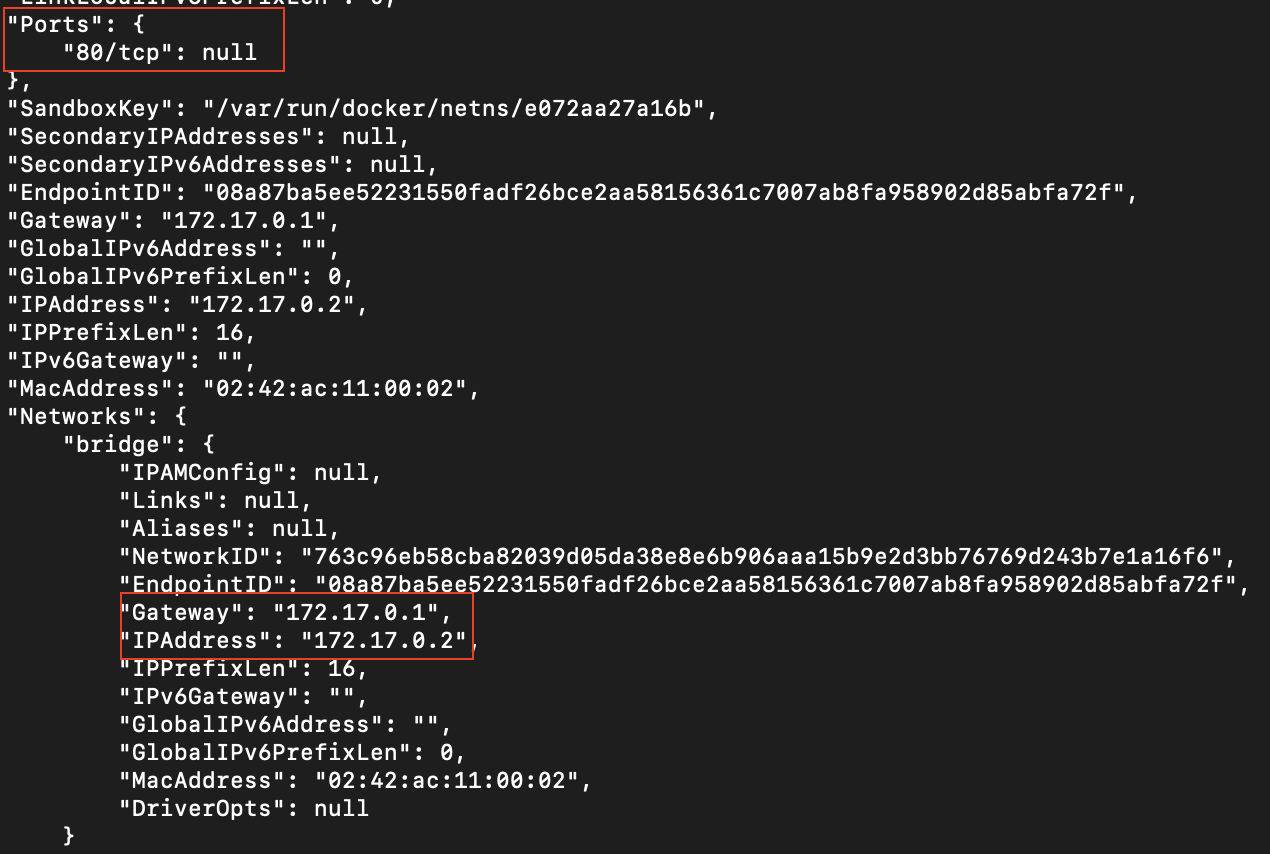 "Ports": {
"80/tcp": null
},
"SandboxKey": "/var/run/docker/netns/e072aa27a16b",
"SecondaryIPAddresses": null,
"SecondaryIPv6Addresses": null,
"EndpointID": "08a87ba5ee52231550fadf26bce2aa58156361c7007ab8fa958902d85abfa72f",
"Gateway": "172.17.0.1",
"GlobalIPv6Address": "",
"GlobalIPv6PrefixLen": 0,
"IPAddress": "172.17.0.2",
"IPPrefixLen": 16,
"IPv6Gateway": "",
"MacAddress": "02:42:ac:11:00:02",
"Networks": {
"bridge": {
"IPAMConfig": null,
"Links": null,
"Aliases": null,
"NetworkID": "763c96eb58cba82039d05da38e8e6b906aaa15b9e2d3bb76769d243b7e1a16f6",
"EndpointID": "08a87ba5ee52231550fadf26bce2aa58156361c7007ab8fa958902d85abfa72f",
"Gateway": "172.17.0.1",
"IPAddress": "172.17.0.2",
"IPPrefixLen": 16,
"IPv6Gateway": "",
"GlobalIPv6Address": "",
"GlobalIPv6PrefixLen": 0,
"MacAddress": "02:42:ac:11:00:02",
"DriverOpts": null
}